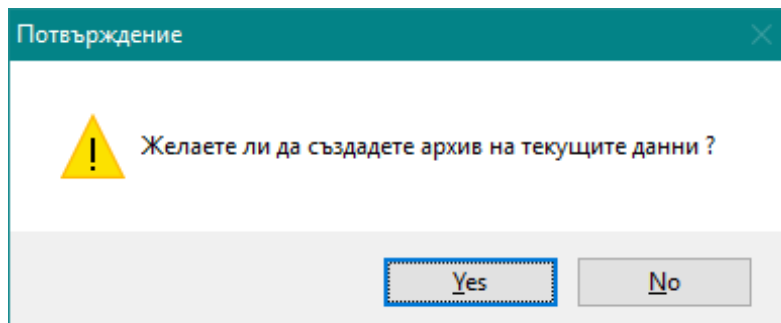 Потвърждение
Желаете ли да създадете архив на текущите данни ?
Yes No